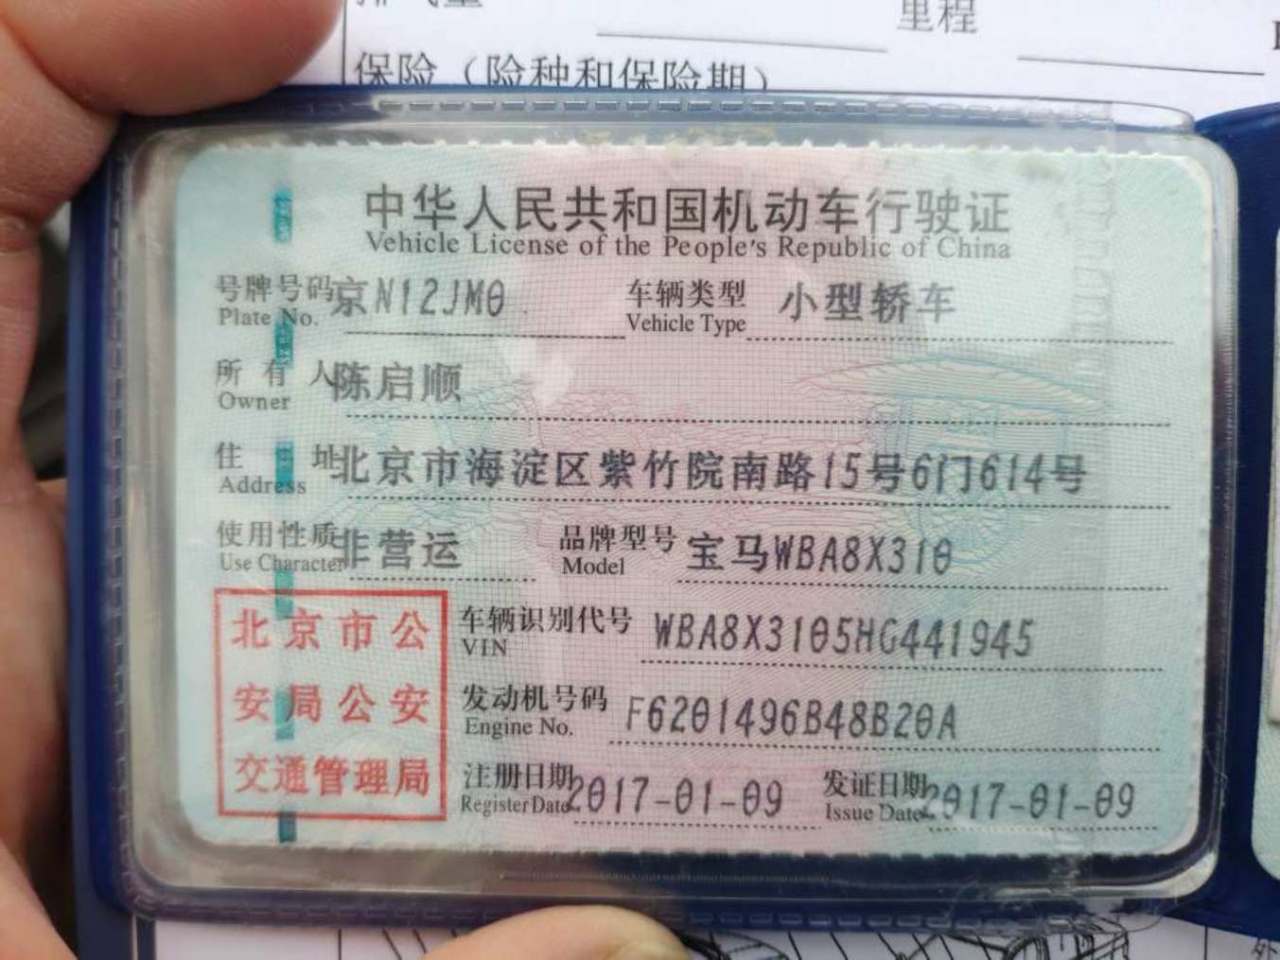 里程
保险（险种和保险期）
中华人民共和国机动车行驶证
Vehicle License of the People's Republic of China
号牌号码 京N12JM0 车辆类型 小型轿车
Plate No. Vehicle Type
所有人 陈启顺
Owner
住址 北京市海淀区紫竹院南路15号6门614号
Address
使用性质 非营运 品牌型号 宝马WBA8X310
Use Character Model
北京市公安局公安交通管理局
车辆识别代号 WBA8X3105HG441945
VIN
发动机号码 F6201496B48B20A
Engine No.
注册日期 2017-01-09 发证日期 2017-01-09
Register Date Issue Date